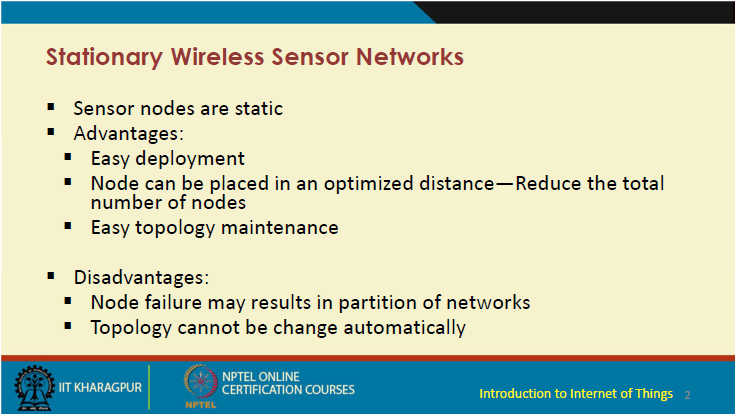 Stationary Wireless Sensor Networks
▪ Sensor nodes are static
▪ Advantages:
▪ Easy deployment
▪ Node can be placed in an optimized distance—Reduce the total
number of nodes
▪ Easy topology maintenance
▪ Disadvantages:
▪ Node failure may results in partition of networks
▪ Topology cannot be change automatically
IIT KHARAGPUR
NPTEL ONLINE
CERTIFICATION COURSES
NPTEL
Introduction to Internet of Things 2